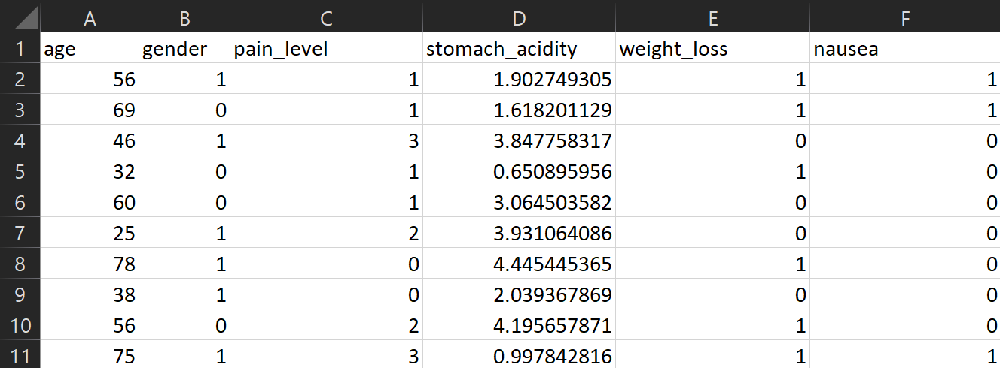 A B C D E F
1 age gender pain_level stomach_acidity weight_loss nausea
2 56 1 1 1.902749305 1 1
3 69 0 1 1.618201129 1 1
4 46 1 3 3.847758317 0 0
5 32 0 1 0.650895956 1 0
6 60 0 1 3.064503582 0 0
7 25 1 2 3.931064086 0 0
8 78 1 0 4.445445365 1 0
9 38 1 0 2.039367869 0 0
10 56 0 2 4.195657871 1 0
11 75 1 3 0.997842816 1 1